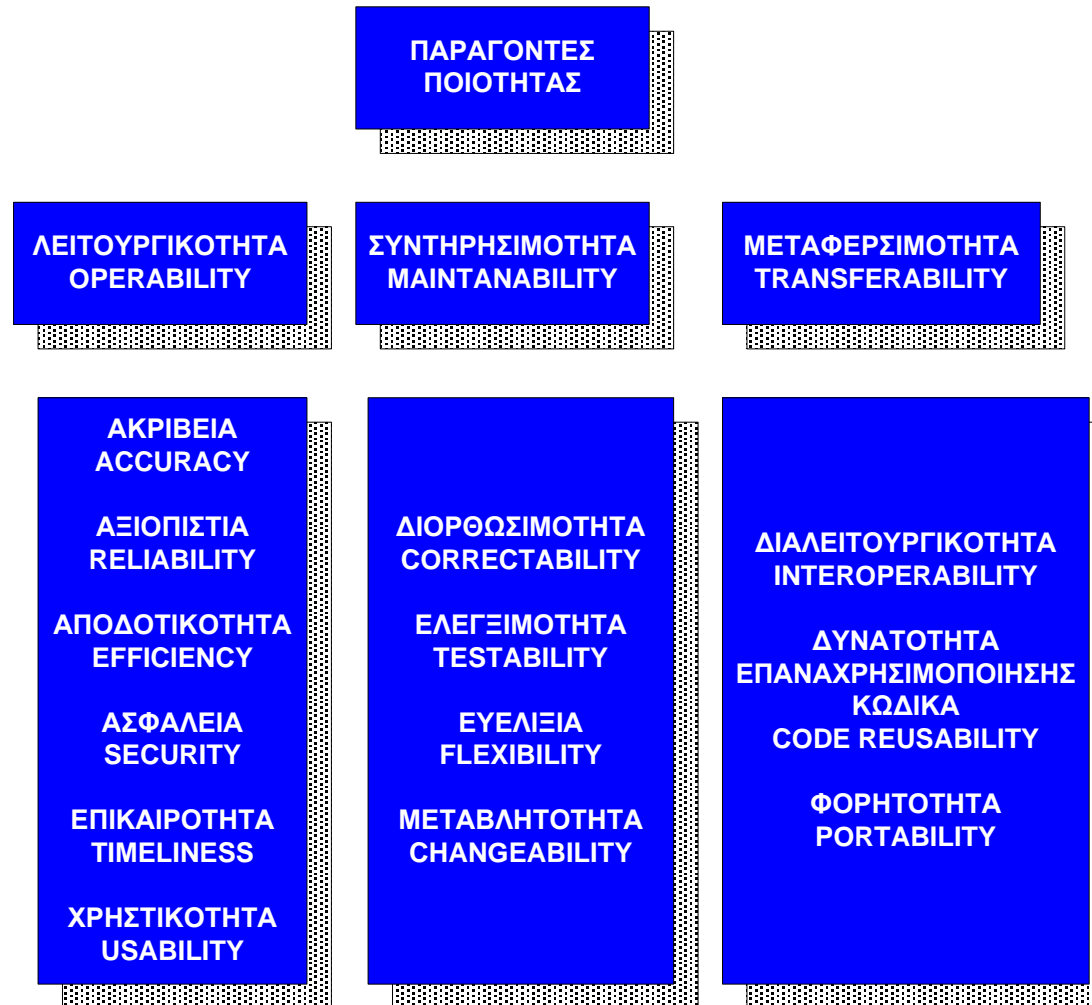 ΠΑΡΑΓΟΝΤΕΣ
ΠΟΙΟΤΗΤΑΣ
ΛΕΙΤΟΥΡΓΙΚΟΤΗΤΑ
OPERABILITY
ΣΥΝΤΗΡΗΣΙΜΟΤΗΤΑ
MAINTANABILITY
ΜΕΤΑΦΕΡΣΙΜΟΤΗΤΑ
TRANSFERABILITY
ΑΚΡΙΒΕΙΑ
ACCURACY
ΑΞΙΟΠΙΣΤΙΑ
RELIABILITY
ΑΠΟΔΟΤΙΚΟΤΗΤΑ
EFFICIENCY
ΑΣΦΑΛΕΙΑ
SECURITY
ΕΠΙΚΑΙΡΟΤΗΤΑ
TIMELINESS
ΧΡΗΣΤΙΚΟΤΗΤΑ
USABILITY
ΔΙΟΡΘΩΣΙΜΟΤΗΤΑ
CORRECTABILITY
ΕΛΕΓΞΙΜΟΤΗΤΑ
TESTABILITY
ΕΥΕΛΙΞΙΑ
FLEXIBILITY
ΜΕΤΑΒΛΗΤΟΤΗΤΑ
CHANGEABILITY
ΔΙΑΛΕΙΤΟΥΡΓΙΚΟΤΗΤΑ
INTEROPERABILITY
ΔΥΝΑΤΟΤΗΤΑ
ΕΠΑΝΑΧΡΗΣΙΜΟΠΟΙΗΣΗΣ
ΚΩΔΙΚΑ
CODE REUSABILITY
ΦΟΡΗΤΟΤΗΤΑ
PORTABILITY